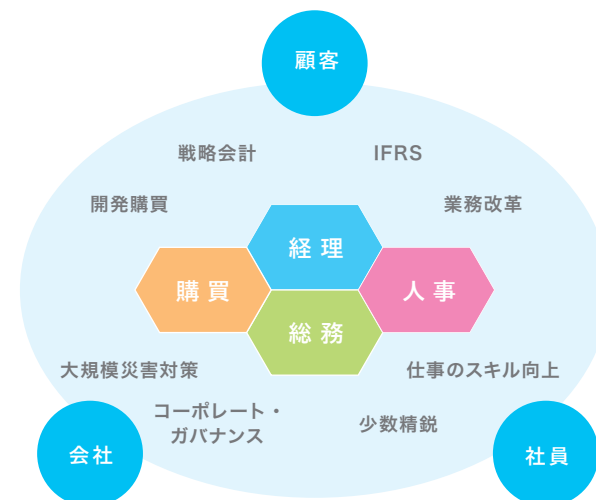 顧客
戦略会計
IFRS
開発購買
業務改革
経理
購買
人事
総務
大規模災害対策
仕事のスキル向上
コーポレート・
ガバナンス
少数精鋭
会社
社員